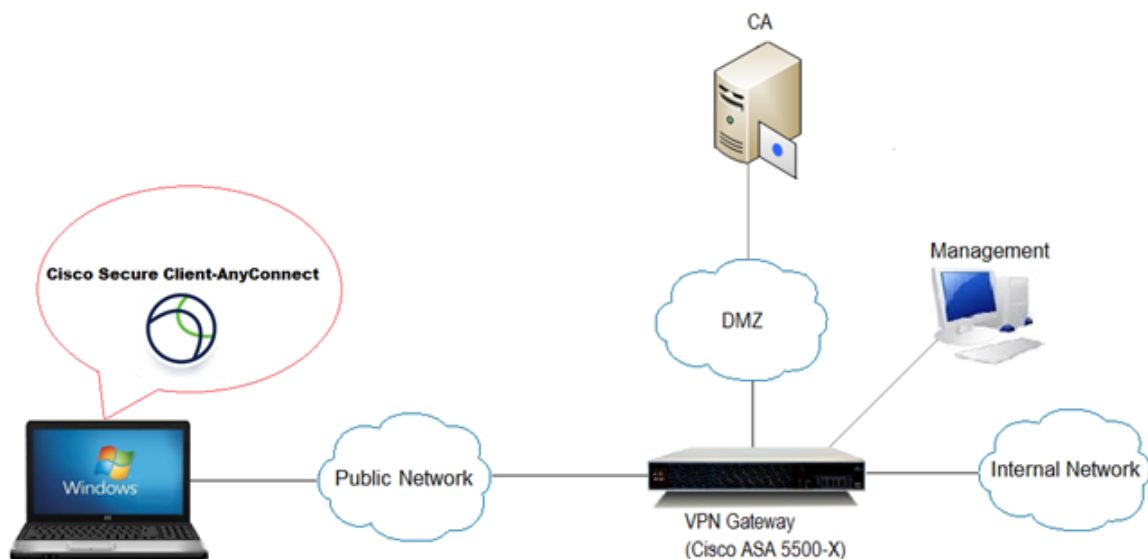 CA
Cisco Secure Client-AnyConnect
Management
DMZ
Windows
Public Network
Internal Network
VPN Gateway
(Cisco ASA 5500-X)